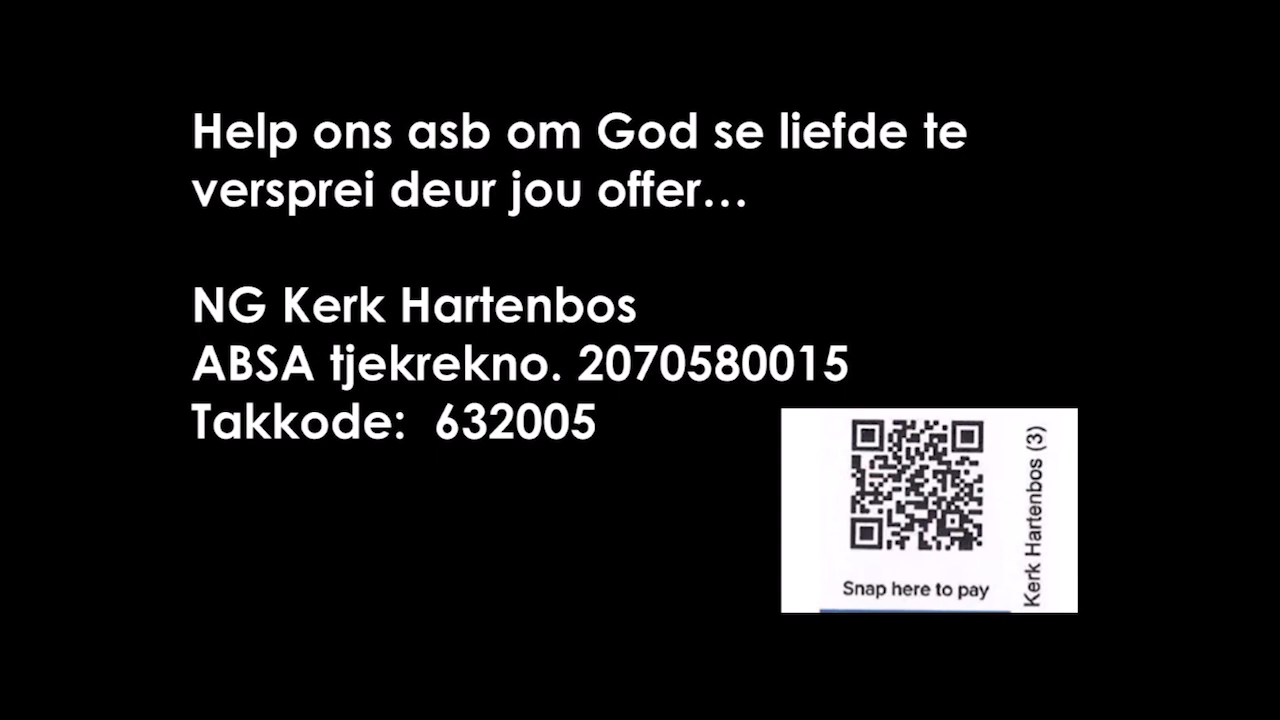 Help ons asb om God se liefde te
versprei deur jou offer…
NG Kerk Hartenbos
ABSA tjekrekno. 2070580015
Takkode: 632005
Snap here to pay
Kerk Hartenbos (3)